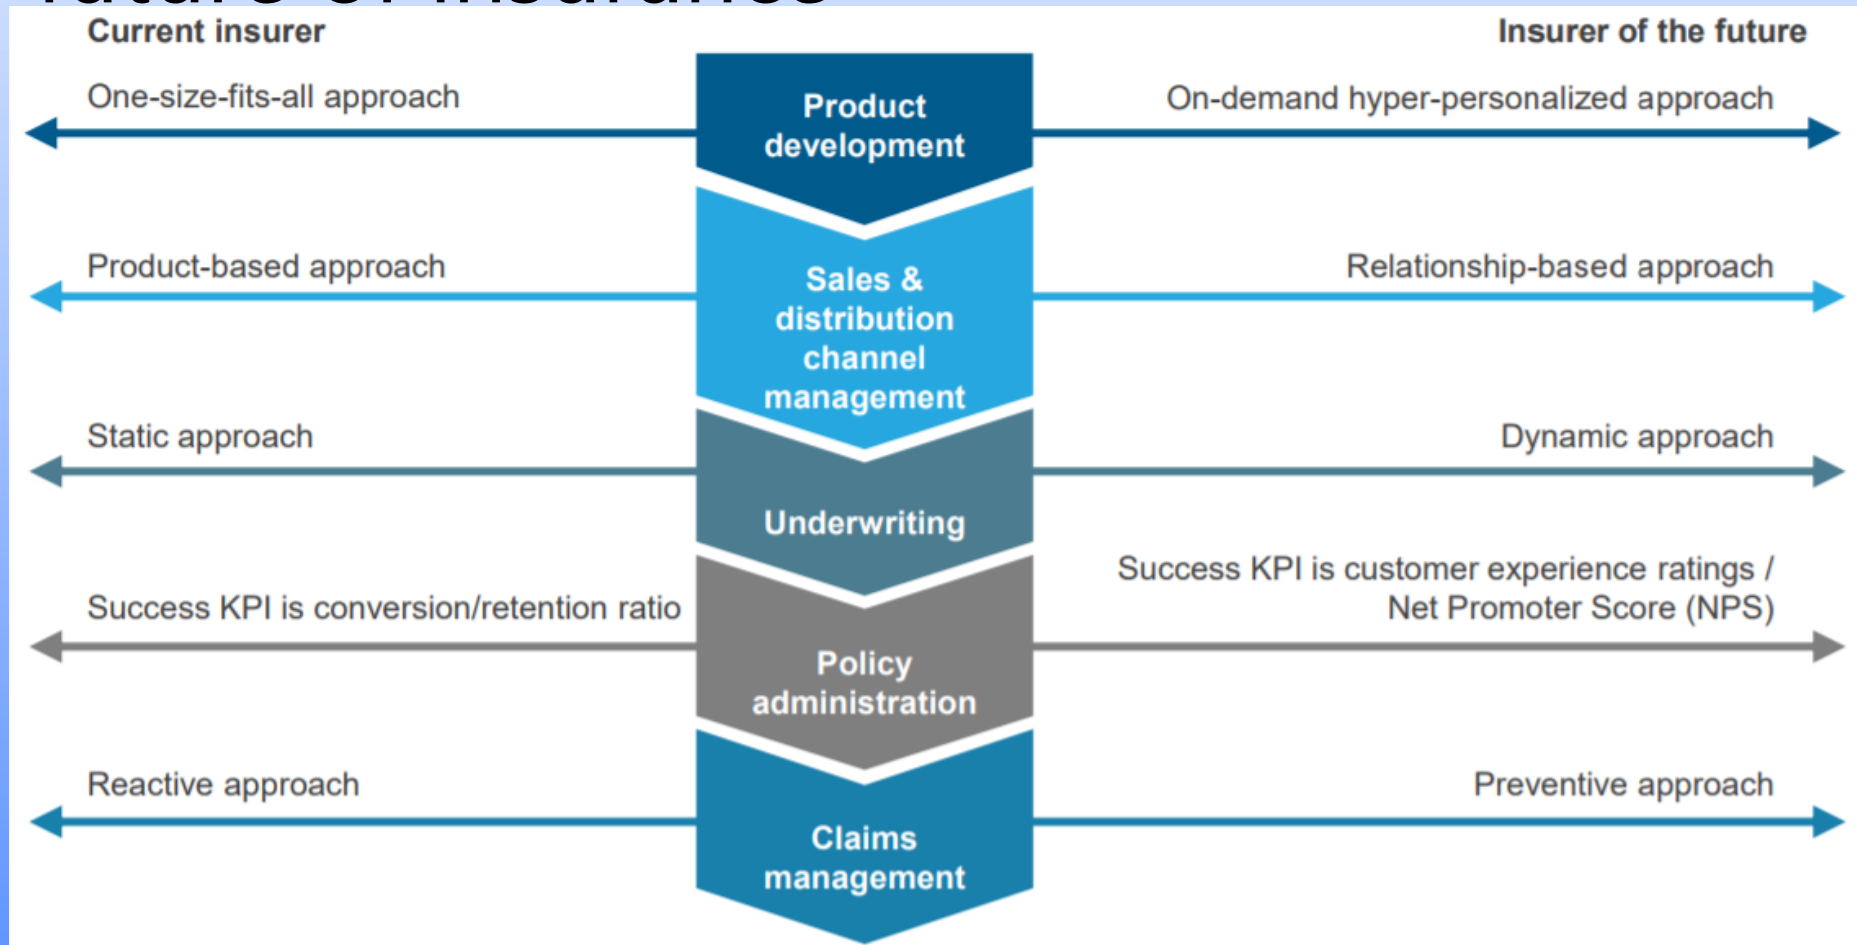 future of insurance
Current insurer
Insurer of the future
One-size-fits-all approach
Product
development
On-demand hyper-personalized approach
Product-based approach
Sales &
distribution
channel
management
Relationship-based approach
Static approach
Underwriting
Dynamic approach
Success KPI is conversion/retention ratio
Policy
administration
Success KPI is customer experience ratings /
Net Promoter Score (NPS)
Reactive approach
Claims
management
Preventive approach